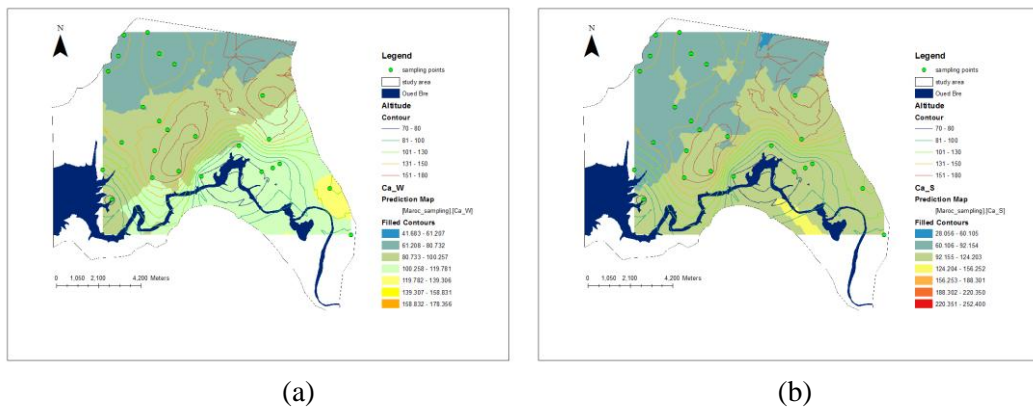 N
Legend
sampling points
study area
Oued Bre
Altitude
Contour
70 - 80
81 - 100
101 - 130
131 - 150
151 - 180
Ca_W
Prediction Map
[Maroc_sampling].[Ca_W]
Filled Contours
41.683 - 61.207
61.208 - 80.732
80.733 - 100.257
100.258 - 119.781
119.782 - 139.306
139.307 - 158.831
158.832 - 178.356
0 1,050 2,100 4,200 Meters
(a)
N
Legend
sampling points
study area
Oued Bre
Altitude
Contour
70 - 80
81 - 100
101 - 130
131 - 150
151 - 180
Ca_S
Prediction Map
[Maroc_sampling].[Ca_S]
Filled Contours
28.056 - 60.105
60.106 - 92.154
92.155 - 124.203
124.204 - 156.252
156.253 - 188.301
188.302 - 220.350
220.351 - 252.400
0 1,050 2,100 4,200 Meters
(b)